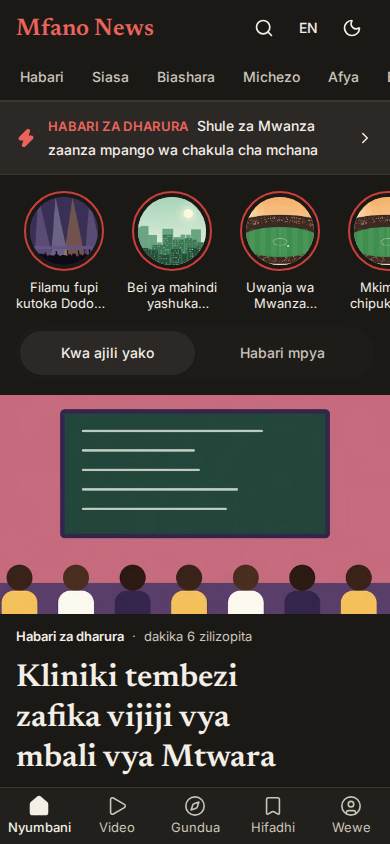 Mfano News
EN
Habari Siasa Biashara Michezo Afya
HABARI ZA DHARURA Shule za Mwanza
zaanza mpango wa chakula cha mchana
Filamu fupi
kutoka Dodo...
Bei ya mahindi
yashuka...
Uwanja wa
Mwanza...
Kwa ajili yako
Habari mpya
Habari za dharura · dakika 6 zilizopita
Kliniki tembezi
zafika vijiji vya
mbali vya Mtwara
Nyumbani Video Gundua Hifadhi Wewe